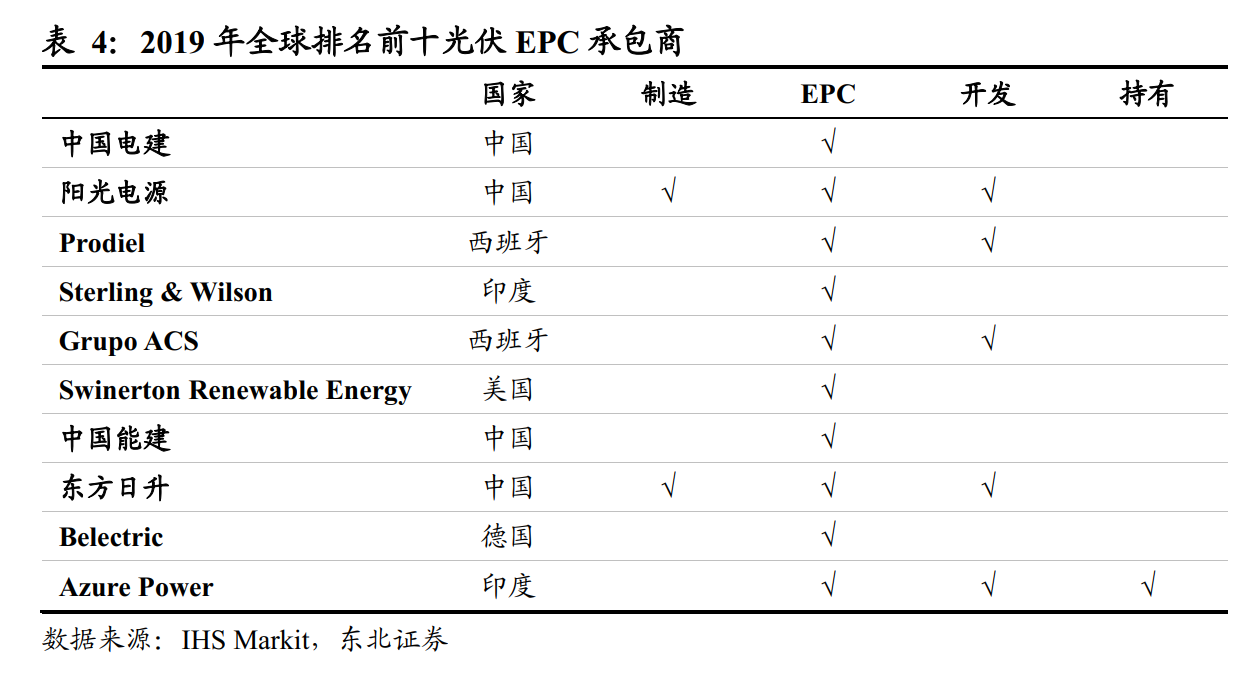 表 4：2019 年全球排名前十光伏 EPC 承包商
国家 制造 EPC 开发 持有
中国电建 中国 √
阳光电源 中国 √ √ √
Prodiel 西班牙 √ √
Sterling & Wilson 印度 √
Grupo ACS 西班牙 √ √
Swinerton Renewable Energy 美国 √
中国能建 中国 √
东方日升 中国 √ √ √
Belectric 德国 √
Azure Power 印度 √ √ √
数据来源：IHS Markit，东北证券